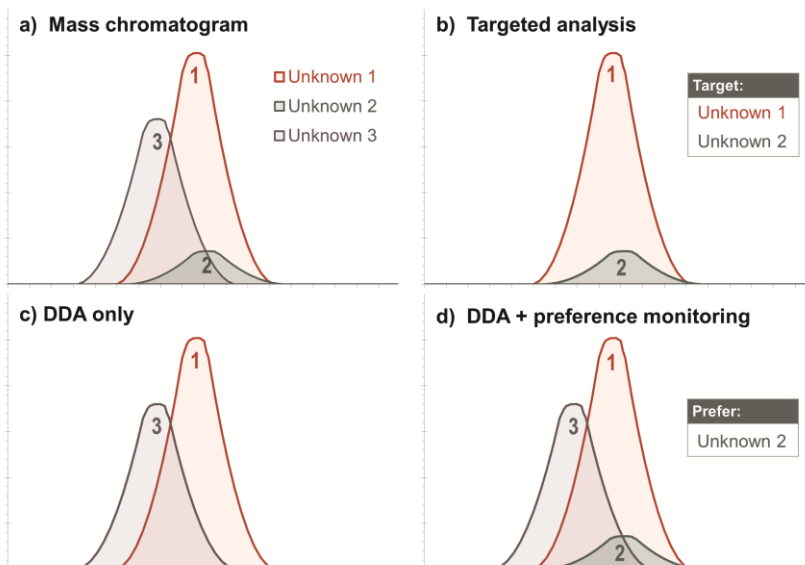 a) Mass chromatogram
1
3
2
Unknown 1
Unknown 2
Unknown 3
b) Targeted analysis
1
2
Target:
Unknown 1
Unknown 2
c) DDA only
1
3
d) DDA + preference monitoring
1
3
2
Prefer:
Unknown 2